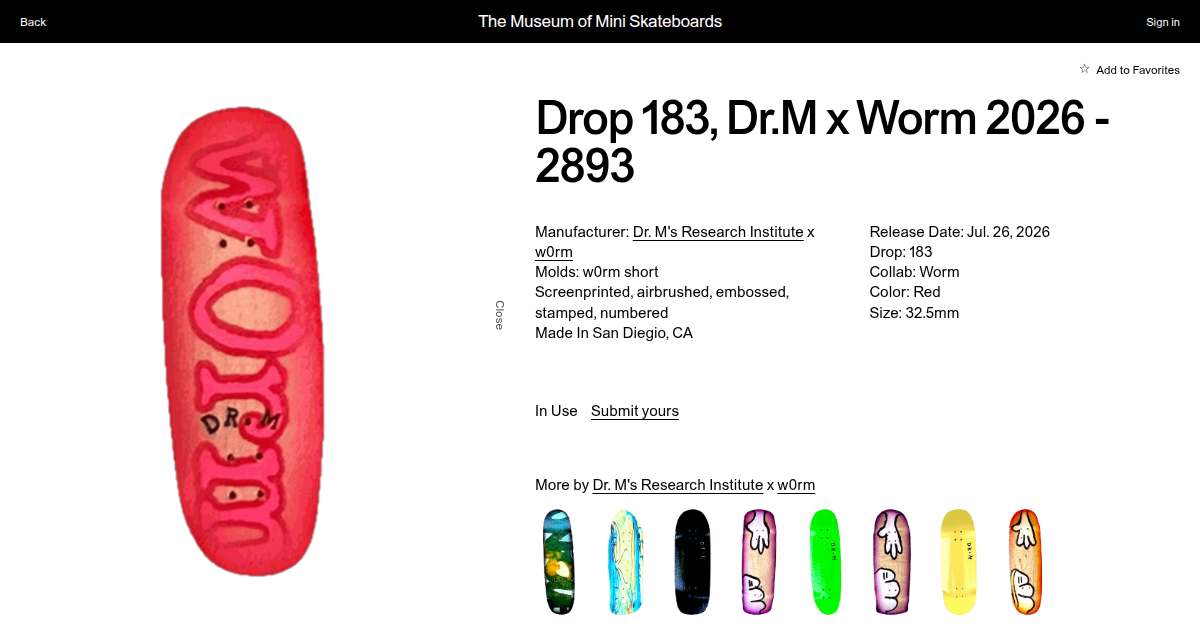 Back
The Museum of Mini Skateboards
Sign in
☆ Add to Favorites
worm
DR.M
Close
Drop 183, Dr.M x Worm 2026 -
2893
Manufacturer: Dr. M's Research Institute x
w0rm
Molds: w0rm short
Screenprinted, airbrushed, embossed,
stamped, numbered
Made In San Diegio, CA
Release Date: Jul. 26, 2026
Drop: 183
Collab: Worm
Color: Red
Size: 32.5mm
In Use Submit yours
More by Dr. M's Research Institute x w0rm